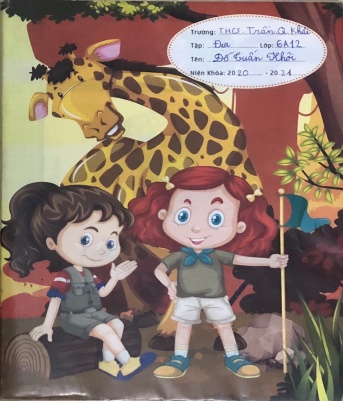 Trường: THCS Trần Q Khải
Tập: Địa Lớp: 6A12
Tên: Đỗ Tuấn Khôi
Niên Khóa: 2020 - 2021